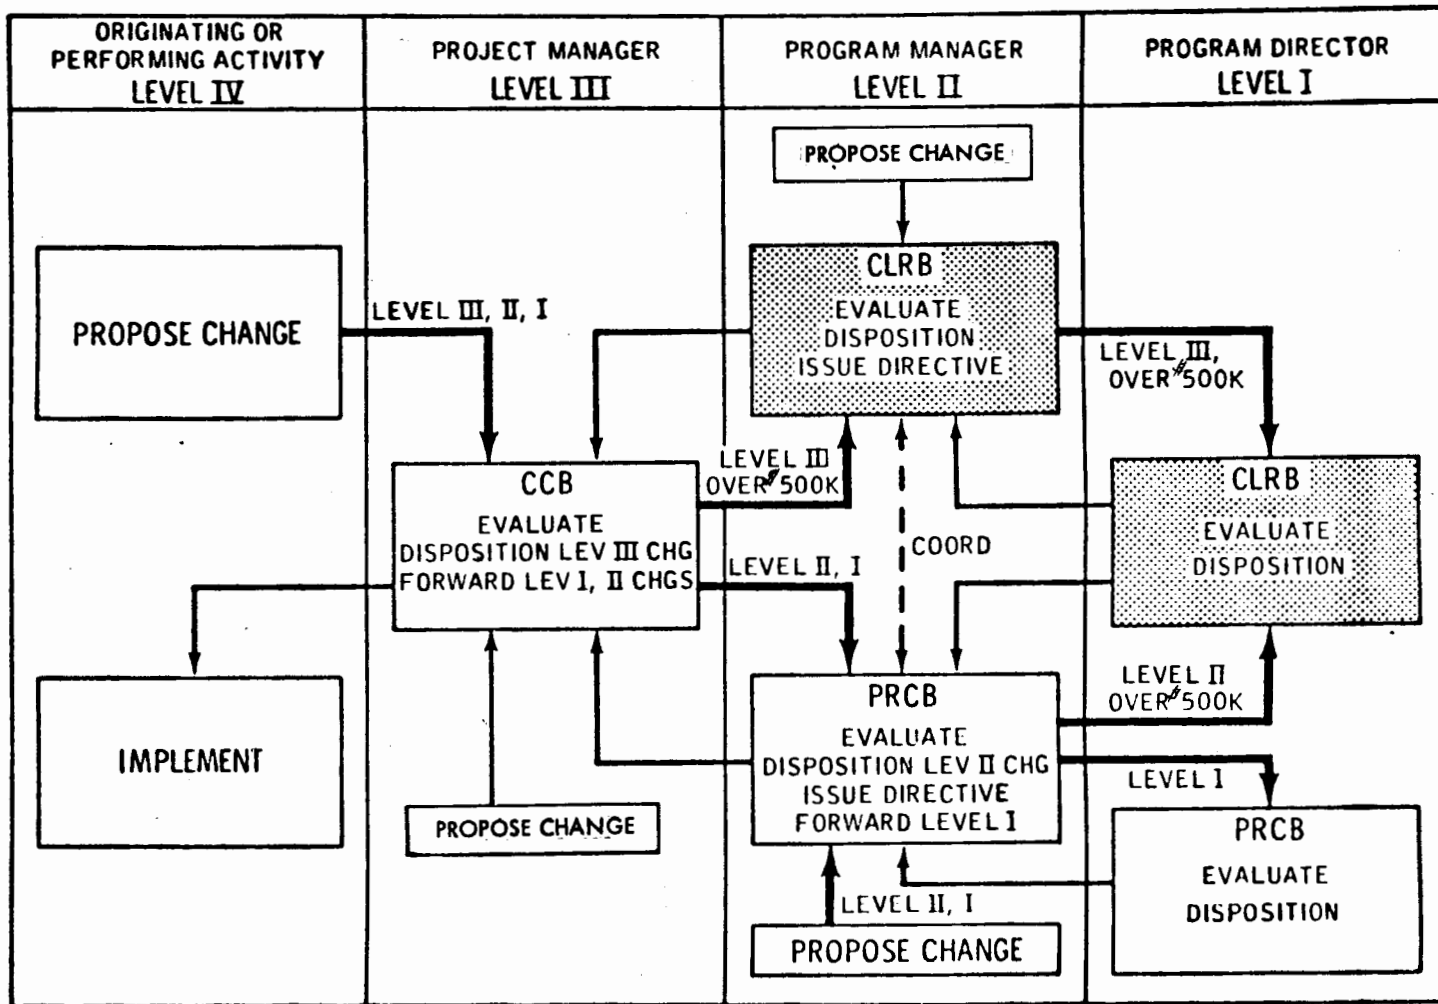 ORIGINATING OR
PERFORMING ACTIVITY
LEVEL IV
PROJECT MANAGER
LEVEL III
PROGRAM MANAGER
LEVEL II
PROGRAM DIRECTOR
LEVEL I
PROPOSE CHANGE
CLRB
EVALUATE
DISPOSITION
ISSUE DIRECTIVE
PROPOSE CHANGE
LEVEL III, II, I
LEVEL III,
OVER $500K
CCB
EVALUATE
DISPOSITION LEV III CHG
FORWARD LEV I, II CHGS
LEVEL III
OVER $500K
CLRB
EVALUATE
DISPOSITION
COORD
LEVEL II, I
LEVEL II
OVER $500K
IMPLEMENT
PRCB
EVALUATE
DISPOSITION LEV II CHG
ISSUE DIRECTIVE
FORWARD LEVEL I
LEVEL I
PROPOSE CHANGE
PRCB
EVALUATE
DISPOSITION
LEVEL II, I
PROPOSE CHANGE